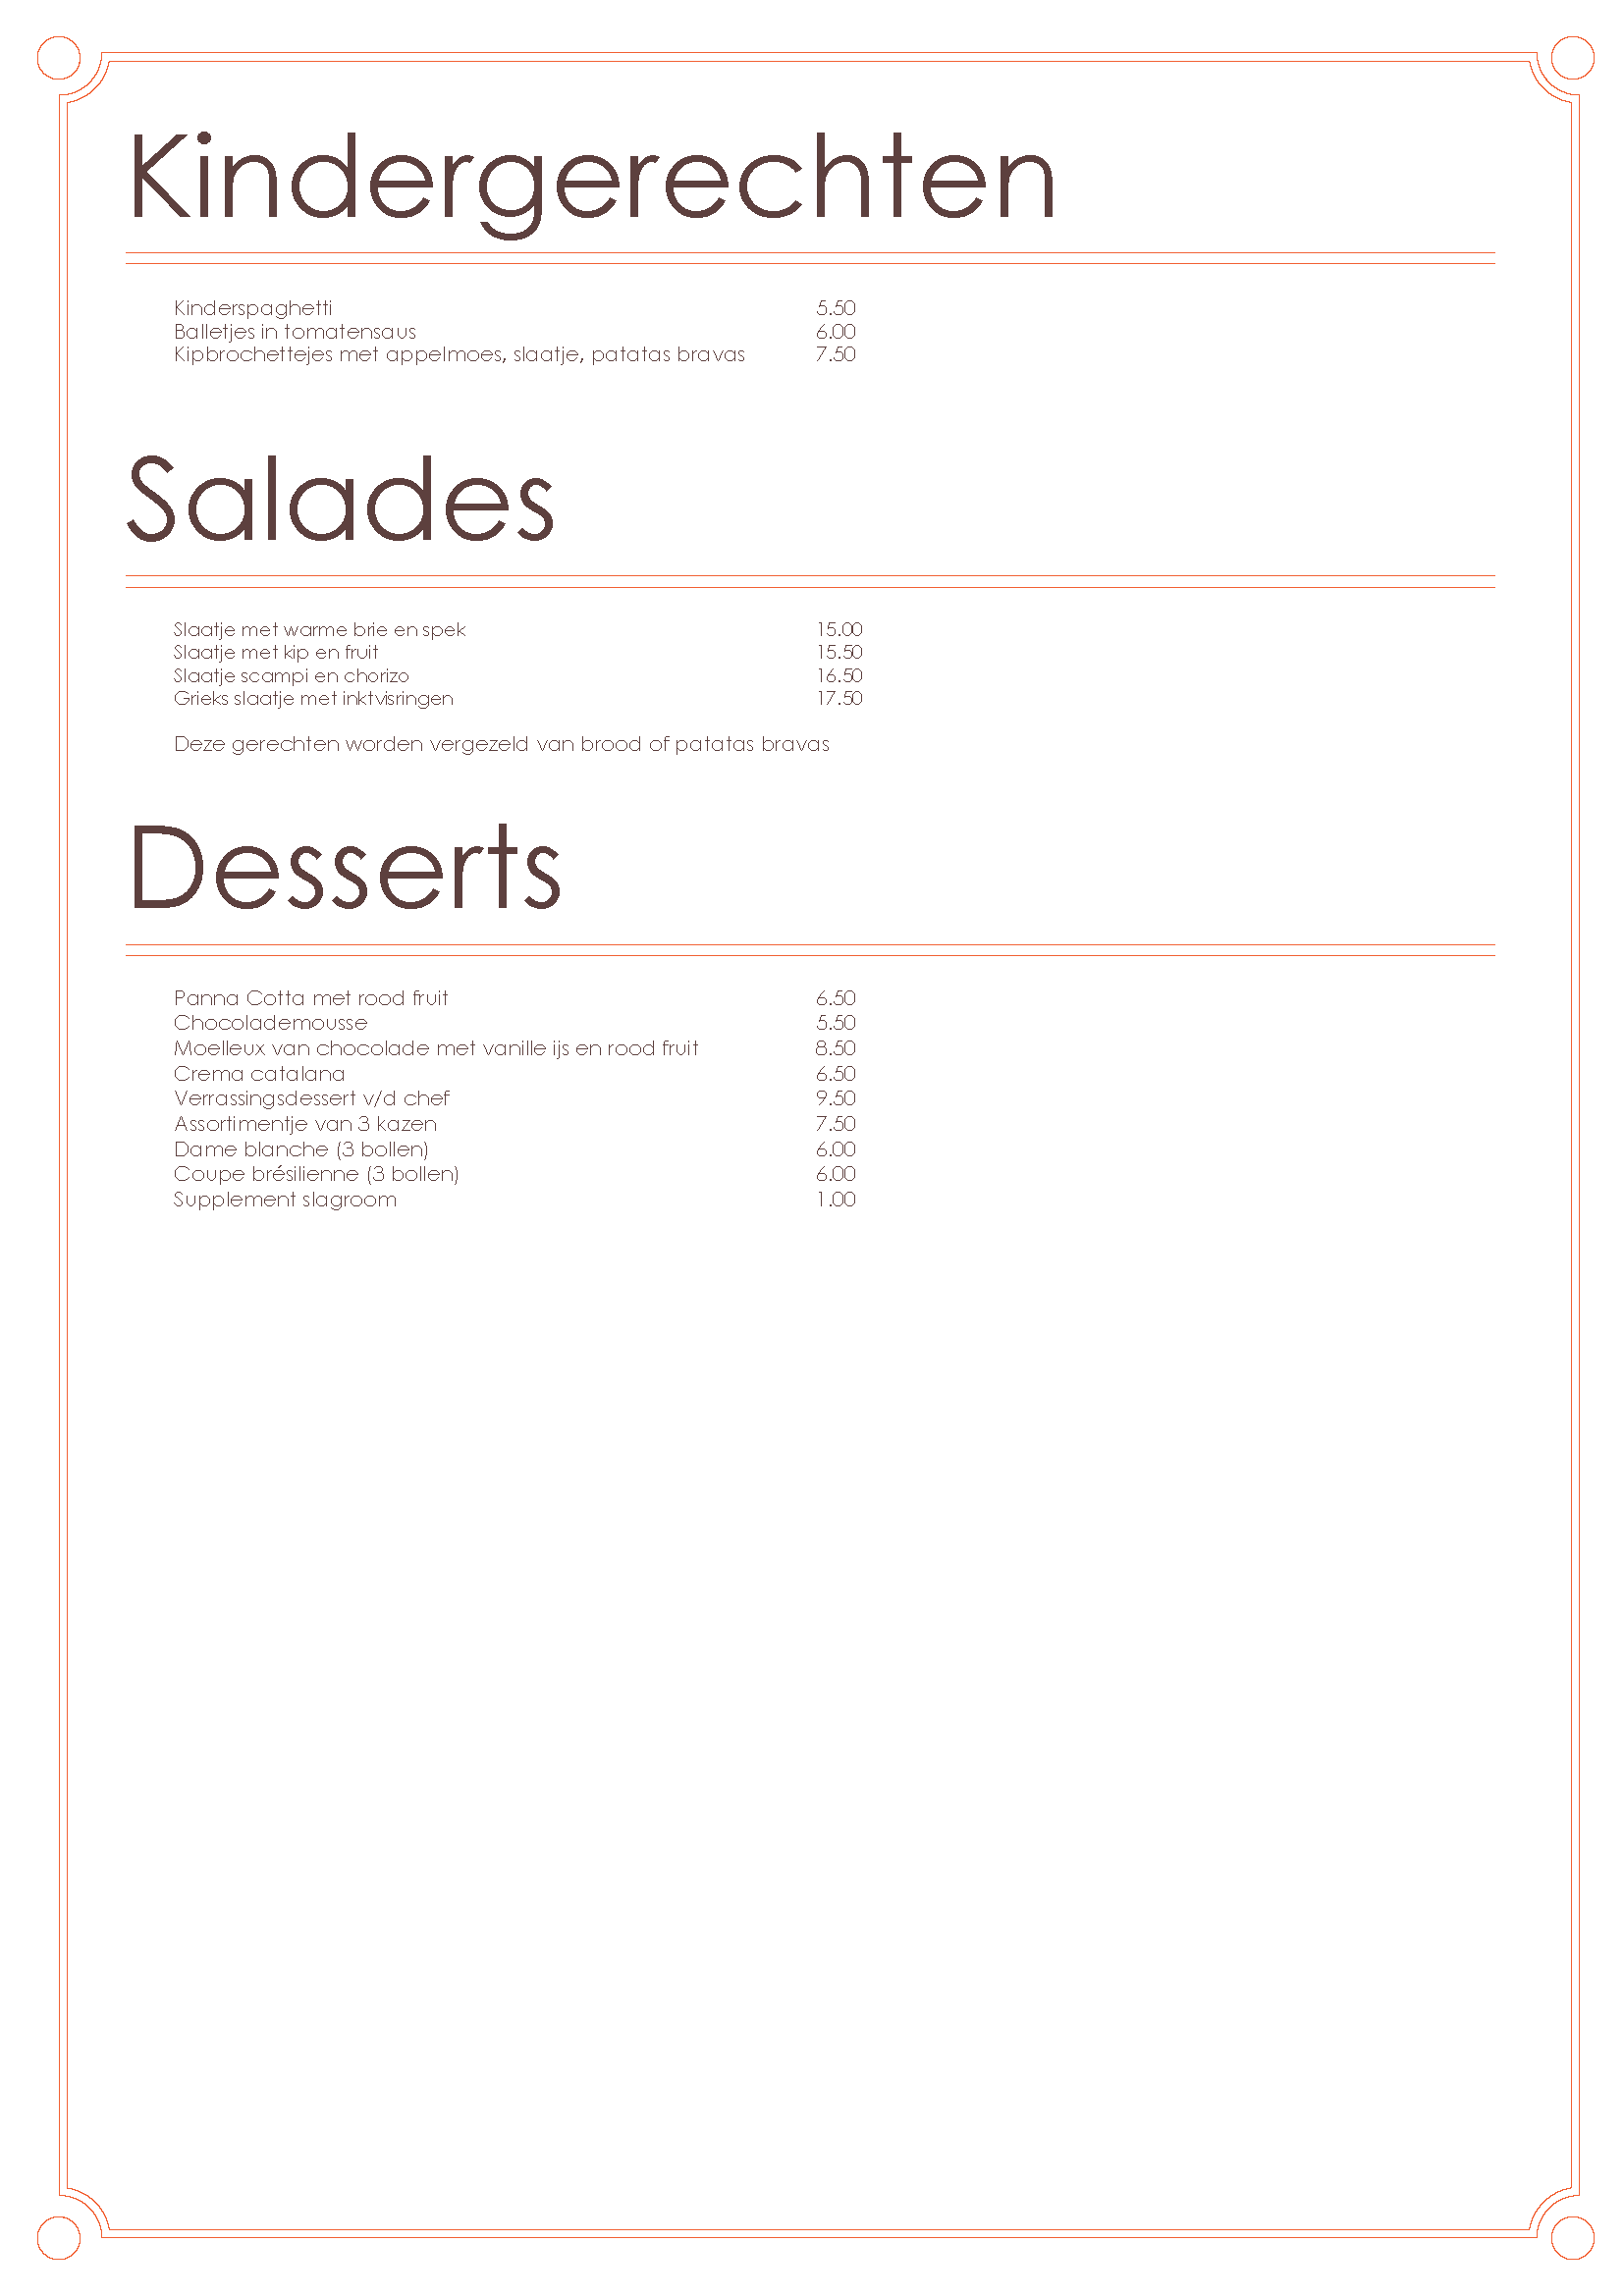 Kindergerechten
Kinderspaghetti 5.50
Balletjes in tomatensaus 6.00
Kipbrochettejes met appelmoes, slaatje, patatas bravas 7.50
Salades
Slaatje met warme brie en spek 15.00
Slaatje met kip en fruit 15.50
Slaatje scampi en chorizo 16.50
Grieks slaatje met inktvisringen 17.50
Deze gerechten worden vergezeld van brood of patatas bravas
Desserts
Panna Cotta met rood fruit 6.50
Chocolademousse 5.50
Moelleux van chocolade met vanille ijs en rood fruit 8.50
Crema catalana 6.50
Verrassingsdessert v/d chef 9.50
Assortimentje van 3 kazen 7.50
Dame blanche (3 bollen) 6.00
Coupe brésilienne (3 bollen) 6.00
Supplement slagroom 1.00